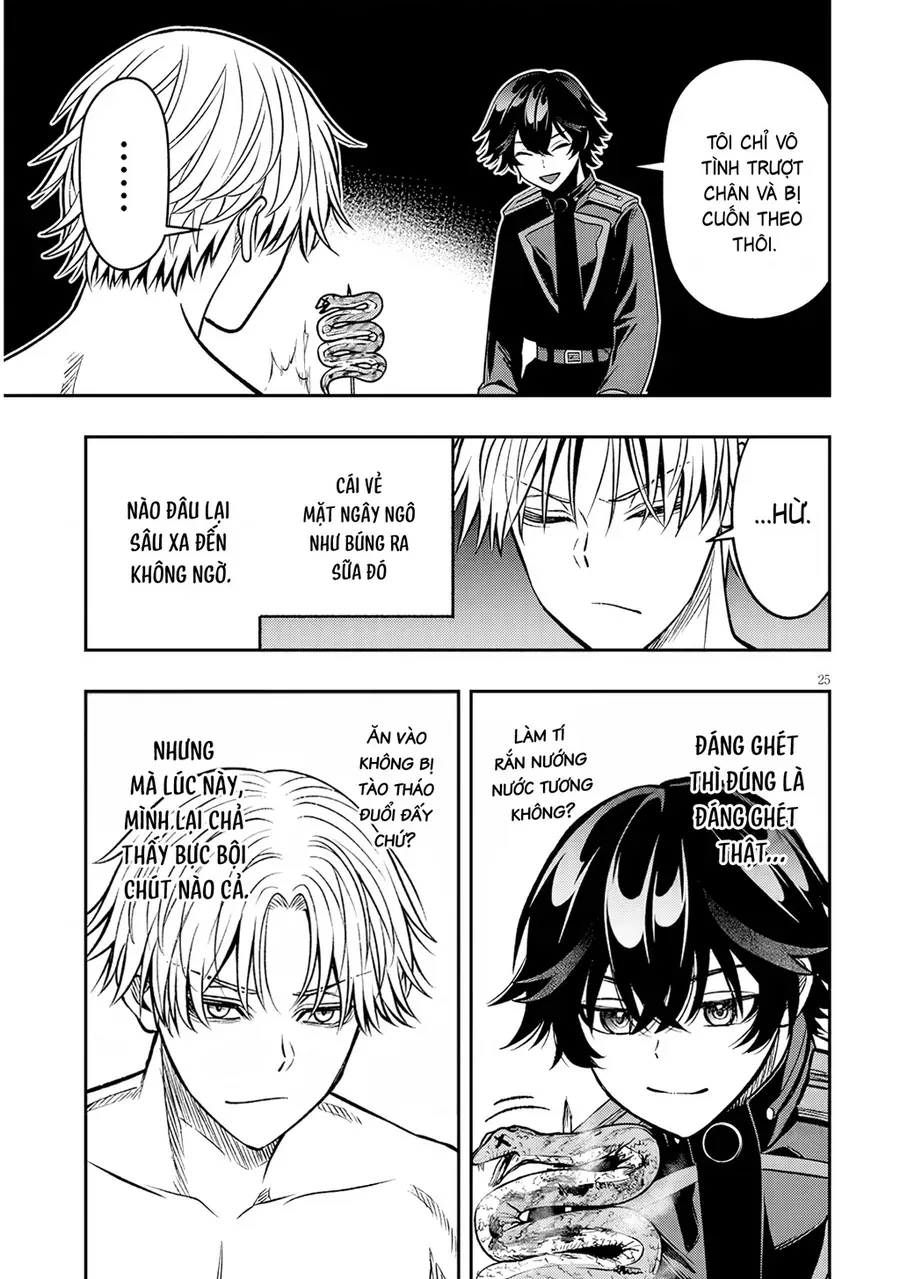 TÔI CHỈ VÔ
TÌNH TRƯỢT
CHÂN VÀ BỊ
CUỐN THEO
THÔI.
......
...HỪ.
CÁI VẺ
MẶT NGÂY NGÔ
NHƯ BÚNG RA
SỮA ĐÓ
NÀO ĐÂU LẠI
SÂU XA ĐẾN
KHÔNG NGỜ.
25
ĐÁNG GHÉT
THÌ ĐÚNG LÀ
ĐÁNG GHÉT
THẬT...
LÀM TÍ
RẮN NƯỚNG
NƯỚC TƯƠNG
KHÔNG?
ĂN VÀO
KHÔNG BỊ
TÀO THÁO
ĐUỔI ĐẤY
CHỨ?
NHƯNG
MÀ LÚC NÀY,
MÌNH LẠI CHẢ
THẤY BỰC BỘI
CHÚT NÀO CẢ.